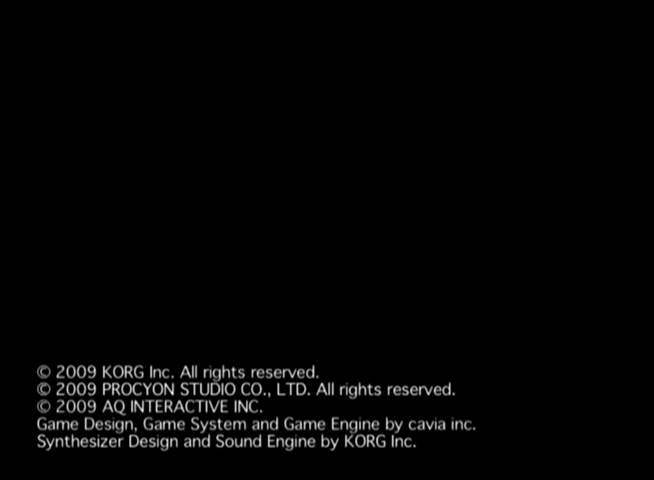 © 2009 KORG Inc. All rights reserved.
© 2009 PROCYON STUDIO CO., LTD. All rights reserved.
© 2009 AQ INTERACTIVE INC.
Game Design, Game System and Game Engine by cavia inc.
Synthesizer Design and Sound Engine by KORG Inc.